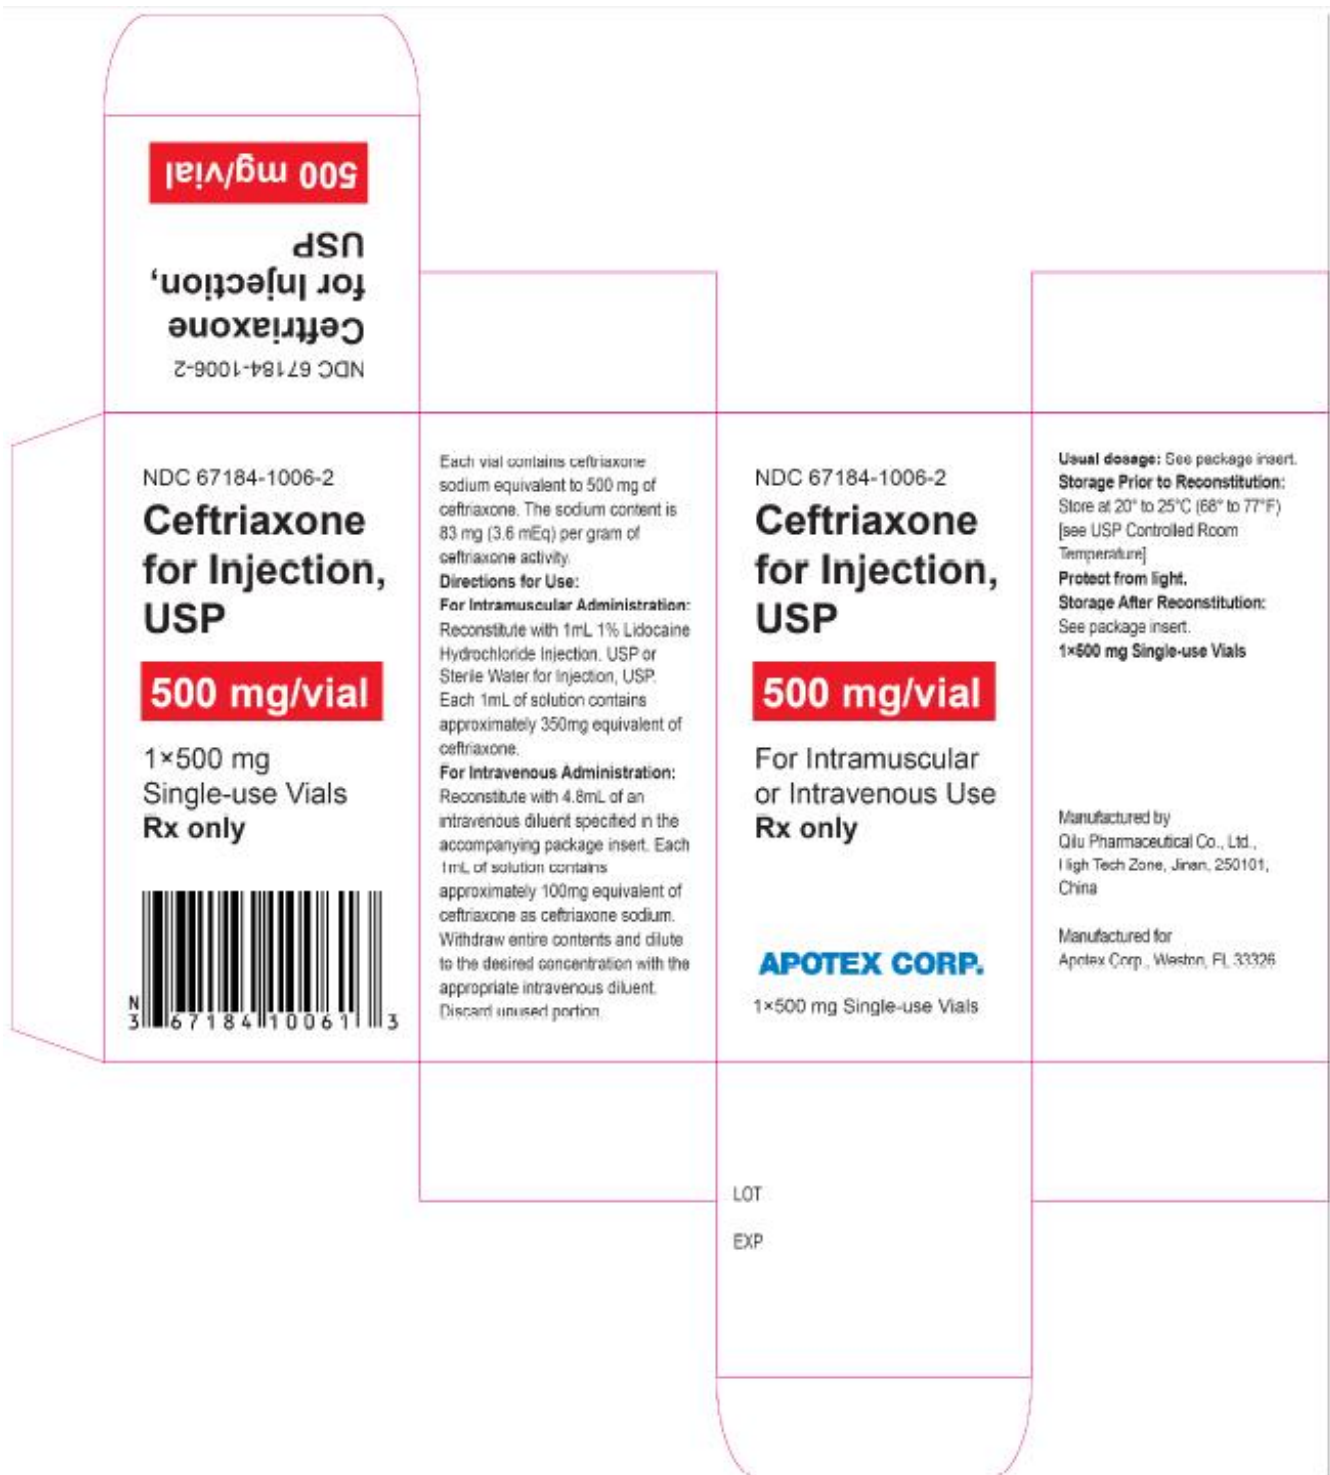 500 mg/vial
USP
for Injection,
Ceftriaxone
NDC 67184-1006-2
NDC 67184-1006-2
Ceftriaxone
for Injection,
USP
500 mg/vial
1×500 mg
Single-use Vials
Rx only
N
3 67184 10061 3
Each vial contains ceftriaxone
sodium equivalent to 500 mg of
ceftriaxone. The sodium content is
83 mg (3.6 mEq) per gram of
ceftriaxone activity.
Directions for Use:
For Intramuscular Administration:
Reconstitute with 1mL 1% Lidocaine
Hydrochloride Injection, USP or
Sterile Water for Injection, USP.
Each 1mL of solution contains
approximately 350mg equivalent of
ceftriaxone.
For Intravenous Administration:
Reconstitute with 4.8mL of an
intravenous diluent specified in the
accompanying package insert. Each
1mL of solution contains
approximately 100mg equivalent of
ceftriaxone as ceftriaxone sodium.
Withdraw entire contents and dilute
to the desired concentration with the
appropriate intravenous diluent.
Discard unused portion.
NDC 67184-1006-2
Ceftriaxone
for Injection,
USP
500 mg/vial
For Intramuscular
or Intravenous Use
Rx only
APOTEX CORP.
1×500 mg Single-use Vials
Usual dosage: See package insert.
Storage Prior to Reconstitution:
Store at 20° to 25°C (68° to 77°F)
[see USP Controlled Room
Temperature]
Protect from light.
Storage After Reconstitution:
See package insert.
1×500 mg Single-use Vials
Manufactured by
Qilu Pharmaceutical Co., Ltd.,
High Tech Zone, Jinan, 250101,
China
Manufactured for
Apotex Corp., Weston, FL 33326
LOT
EXP